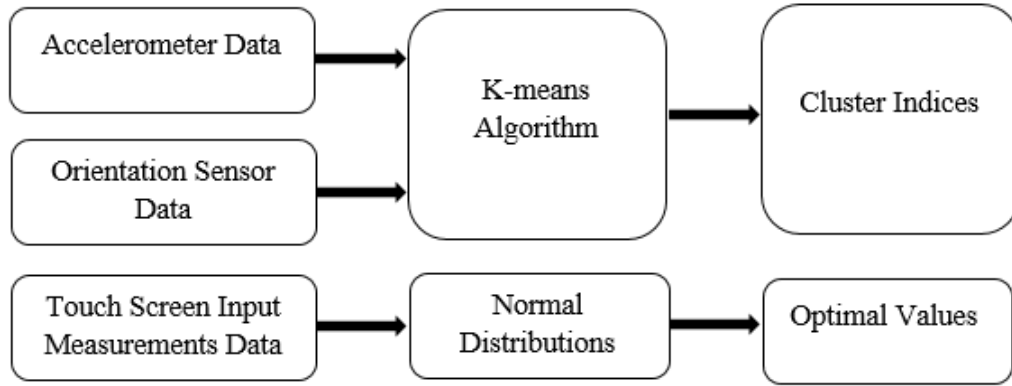 Accelerometer Data
K-means
Algorithm
Cluster Indices
Orientation Sensor
Data
Touch Screen Input
Measurements Data
Normal
Distributions
Optimal Values